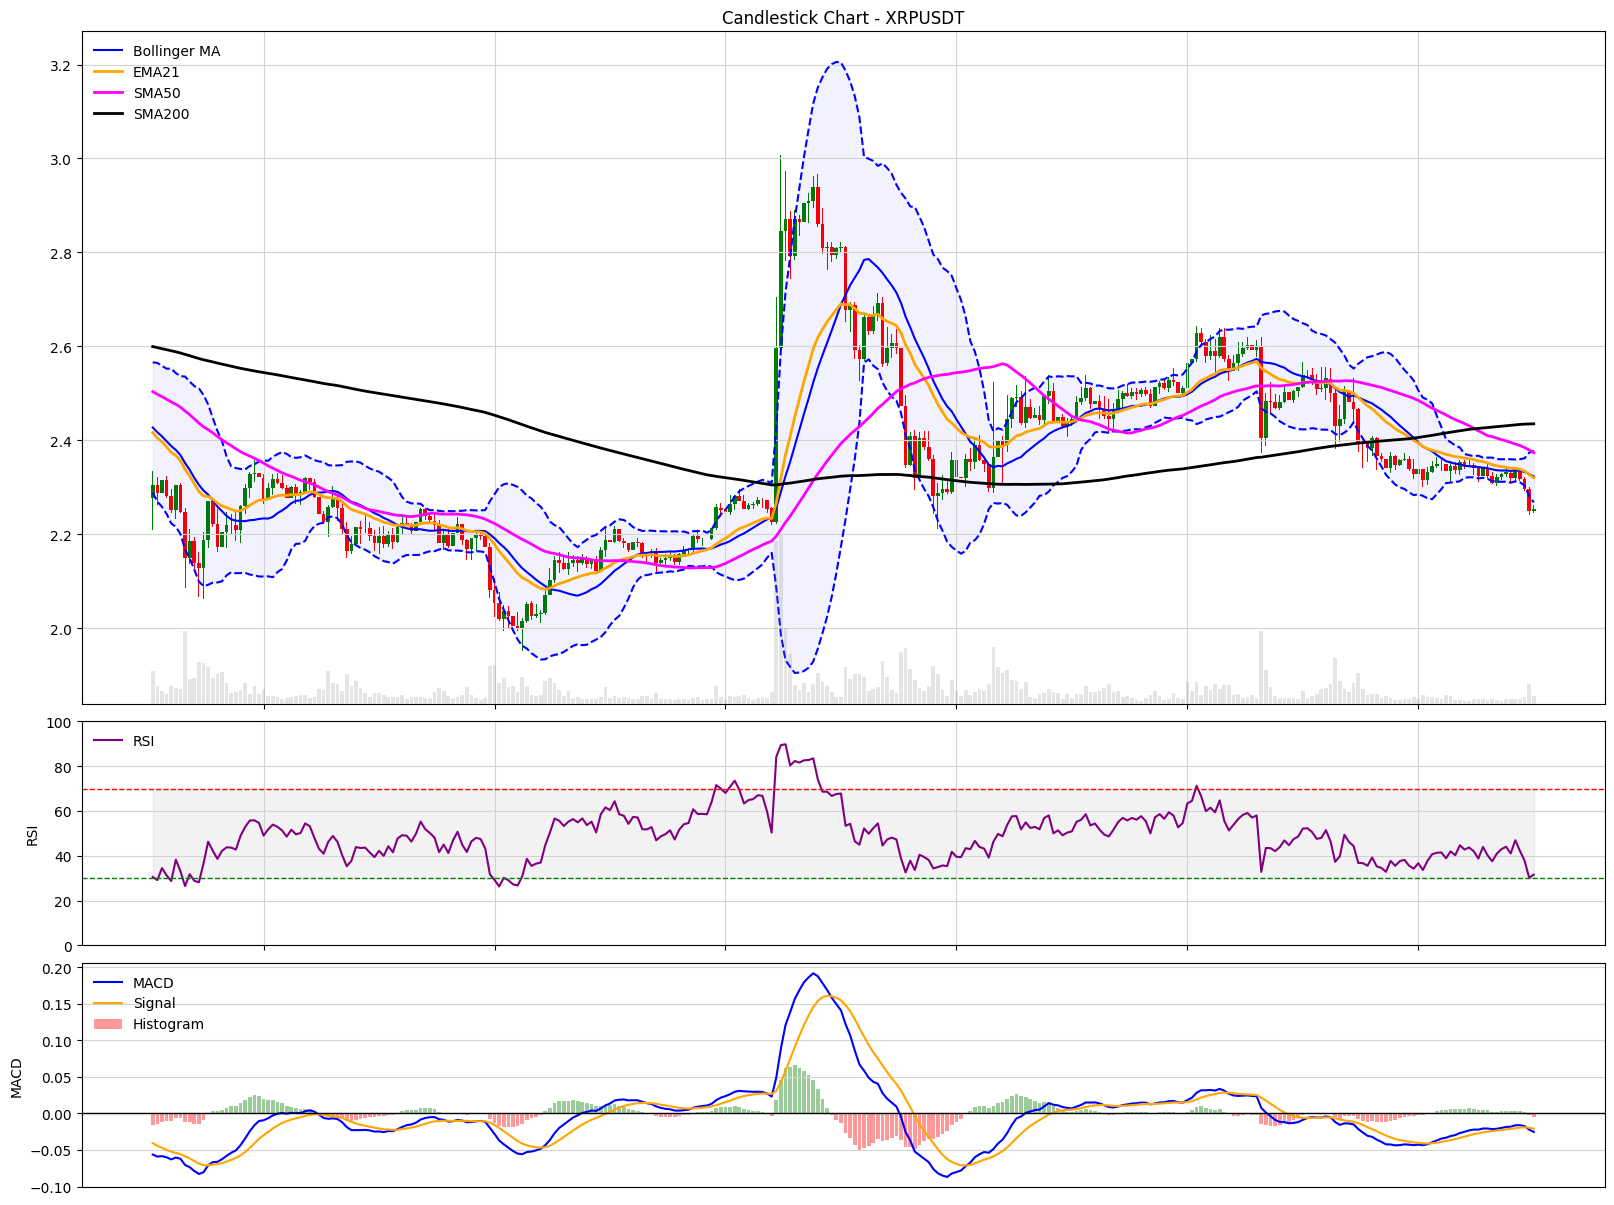 Candlestick Chart - XRPUSDT
Bollinger MA
EMA21
SMA50
SMA200
3.2
3.0
2.8
2.6
2.4
2.2
2.0
RSI
RSI
100
80
60
40
20
0
MACD
Signal
Histogram
MACD
0.20
0.15
0.10
0.05
0.00
−0.05
−0.10